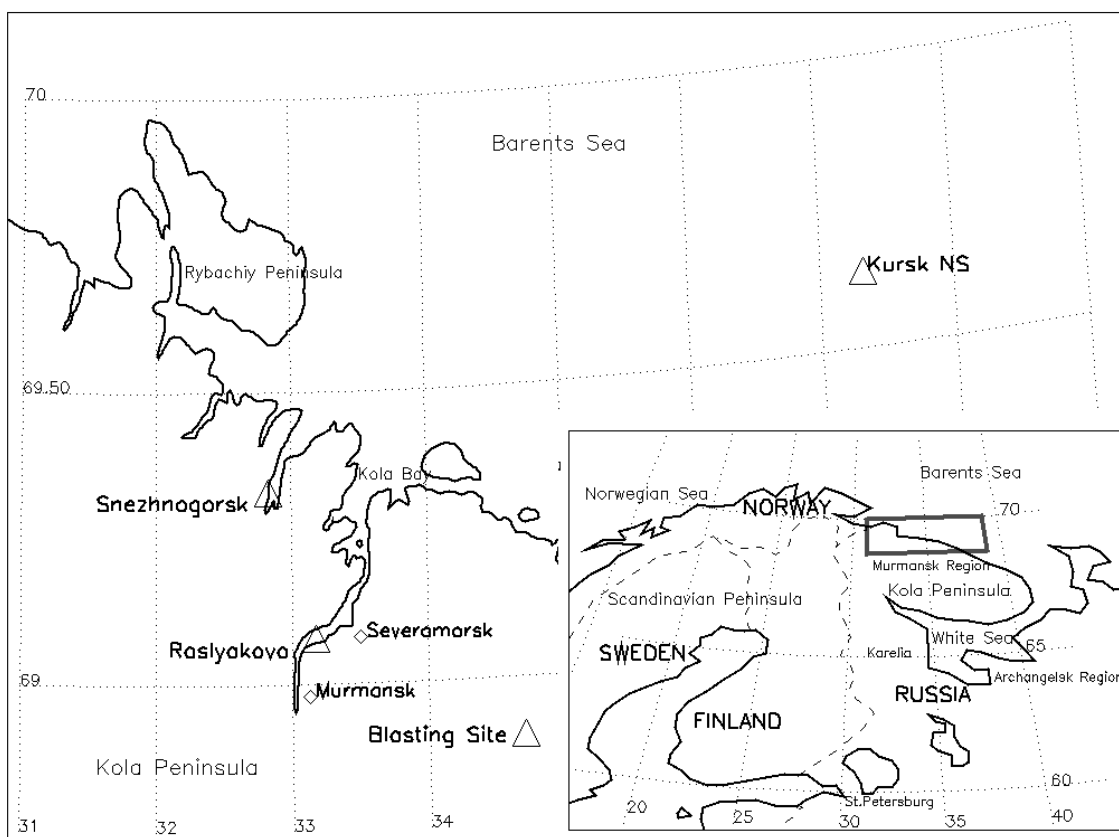 70
Barents Sea
Rybachiy Peninsula
Kursk NS
69.50
Kola Bay
Snezhnogorsk
Severamorsk
Raslyakova
69
Murmansk
Blasting Site
Kola Peninsula
31
32
33
34
Barents Sea
Norwegian Sea
NORWAY
70
Murmansk Region
Kola Peninsula
Scandinavian Peninsula
White Sea
65
SWEDEN
Karelia
Archangelsk Region
RUSSIA
FINLAND
60
St.Petersburg
20
25
30
35
40